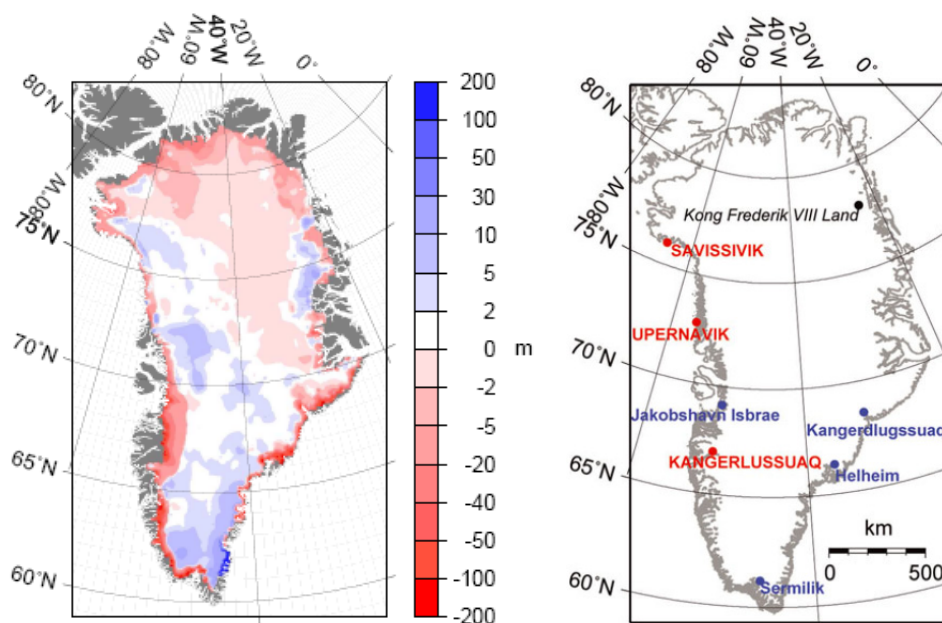 80°W
60°W
40°W
20°W
0°
80°N
80°W
75°N
70°N
65°N
60°N
200
100
50
30
10
5
2
0
-2
-5
-20
-40
-50
-100
-200
m
80°W
60°W
40°W
20°W
0°
80°N
80°W
75°N
70°N
65°N
60°N
Kong Frederik VIII Land
SAVISSIVIK
UPERNAVIK
Jakobshavn Isbrae
Kangerdlugssuaq
KANGERLUSSUAQ
Helheim
km
0 500
Sermilik